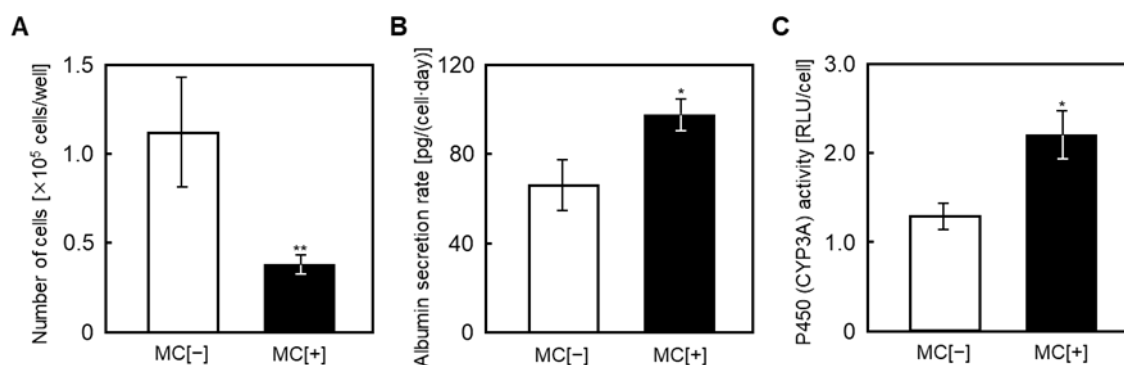 A
Number of cells [×10⁵ cells/well]
1.5
1.0
0.5
0
**
MC[−]
MC[+]
B
Albumin secretion rate [pg/(cell·day)]
120
80
40
0
*
MC[−]
MC[+]
C
P450 (CYP3A) activity [RLU/cell]
3.0
2.0
1.0
0
*
MC[−]
MC[+]